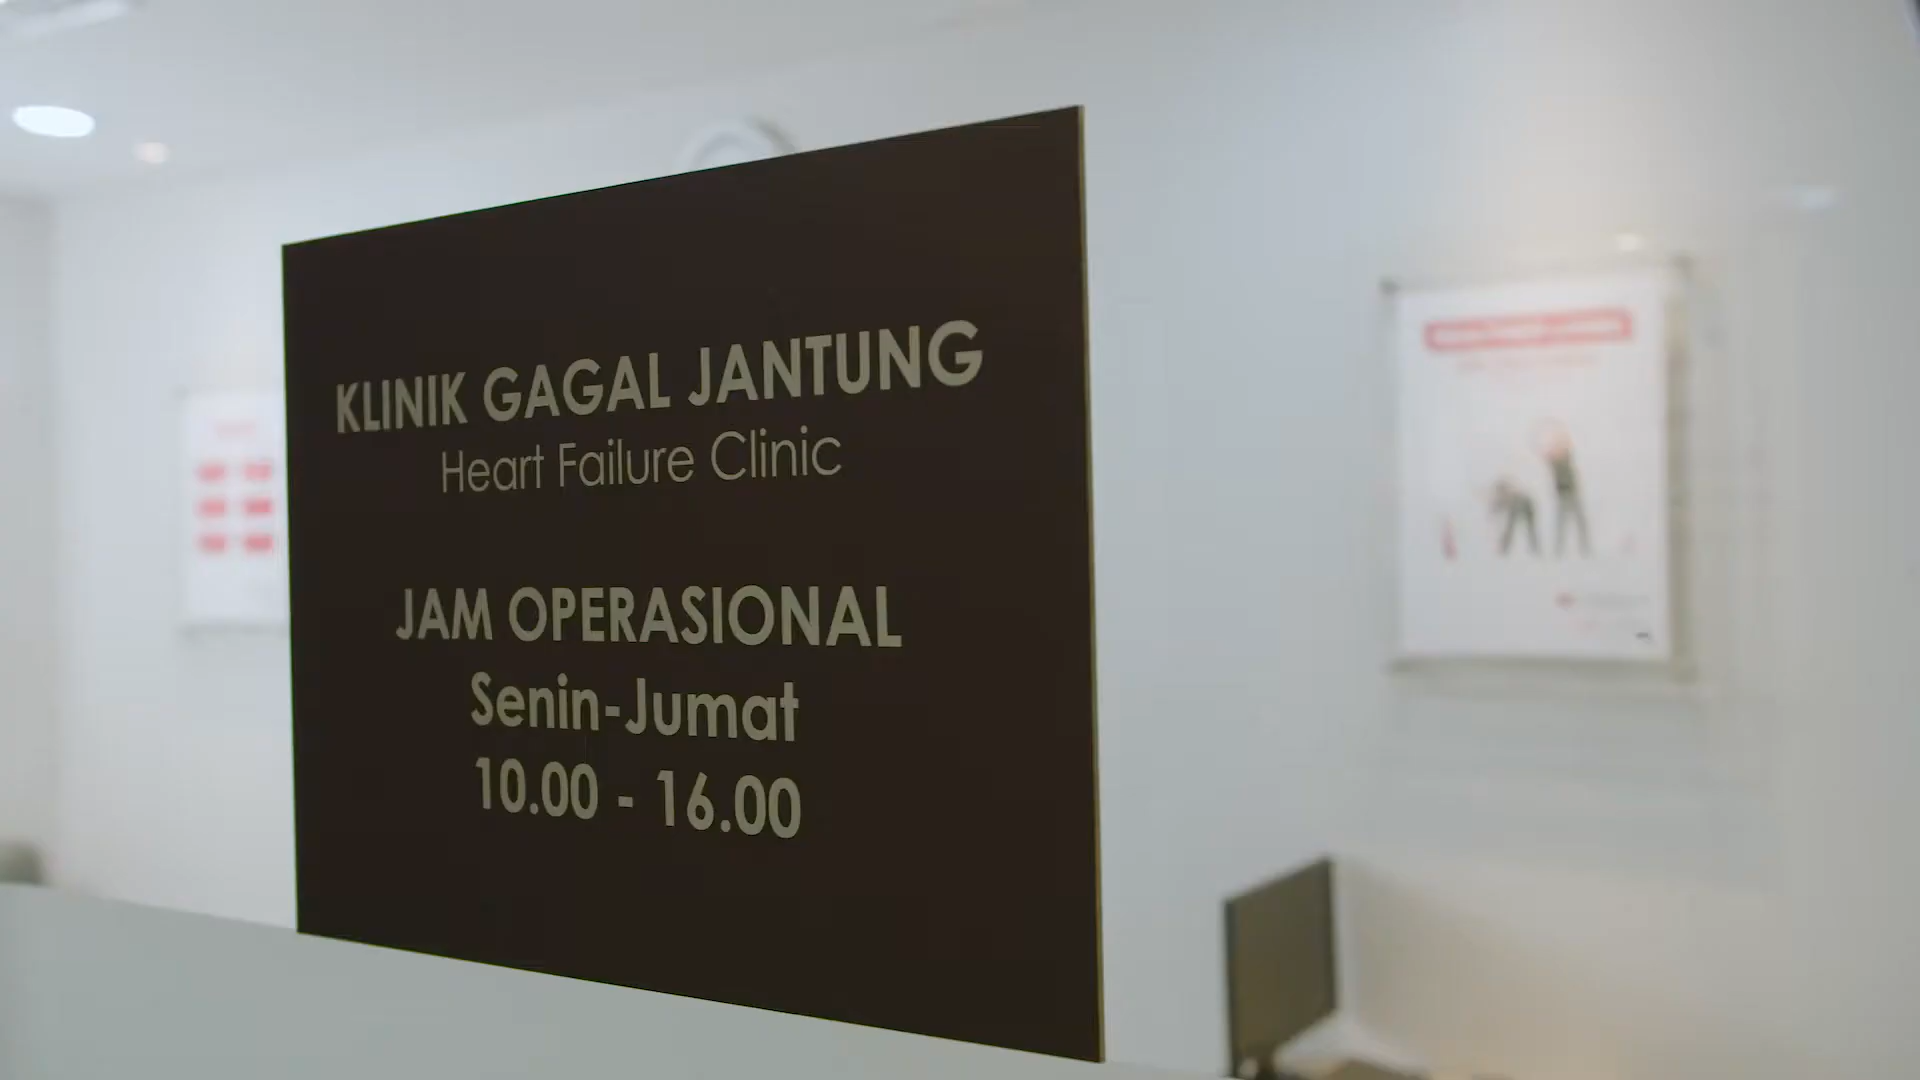 KLINIK GAGAL JANTUNG
Heart Failure Clinic
JAM OPERASIONAL
Senin-Jumat
10.00 - 16.00